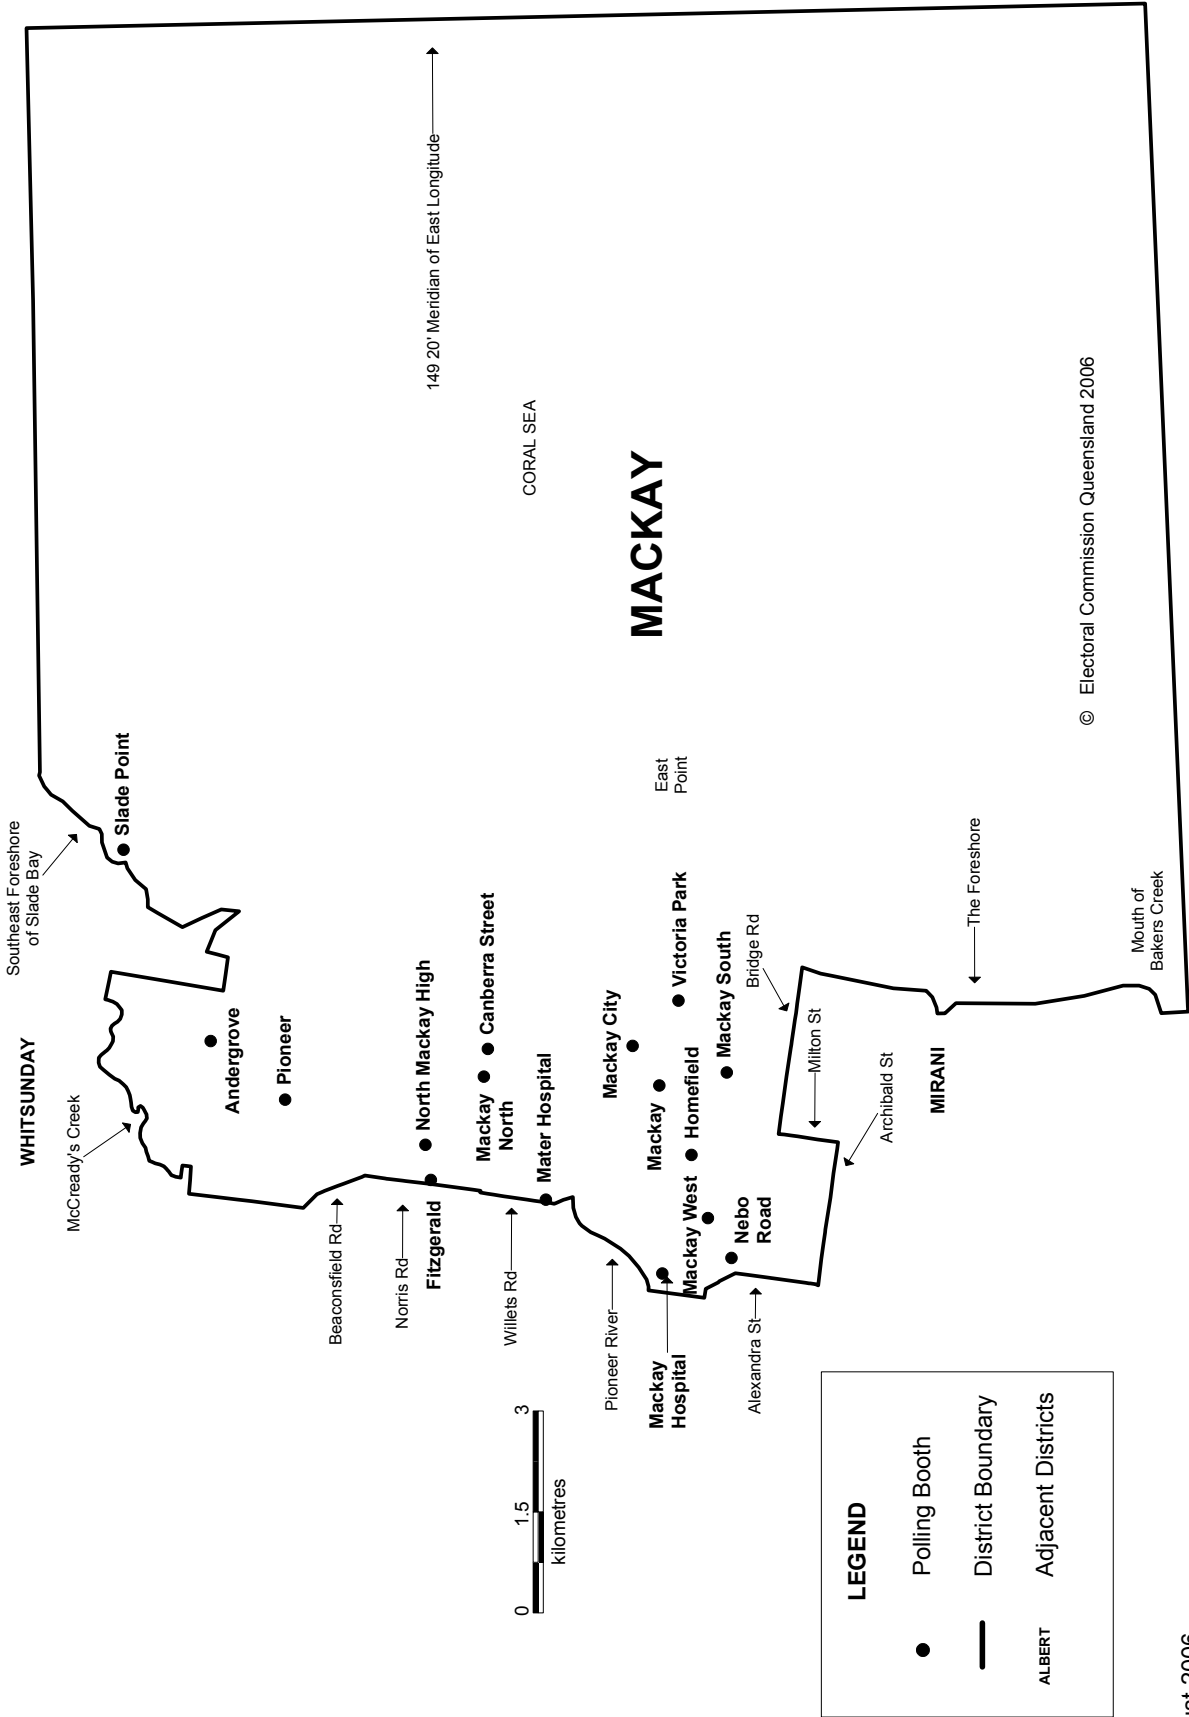 WHITSUNDAY
Southeast Foreshore
of Slade Bay
McCready's Creek
Slade Point
Andergrove
Pioneer
Beaconsfield Rd
149 20' Meridian of East Longitude
Norris Rd
North Mackay High
Fitzgerald
Canberra Street
Mackay
North
Willets Rd
Mater Hospital
CORAL SEA
Pioneer River
Mackay City
MACKAY
East
Point
Mackay
Victoria Park
Homefield
Mackay West
Mackay
Hospital
Mackay South
Nebo
Road
Bridge Rd
Alexandra St
Milton St
Archibald St
MIRANI
The Foreshore
Mouth of
Bakers Creek
0 1.5 3
kilometres
LEGEND
Polling Booth
District Boundary
ALBERT Adjacent Districts
© Electoral Commission Queensland 2006
2006